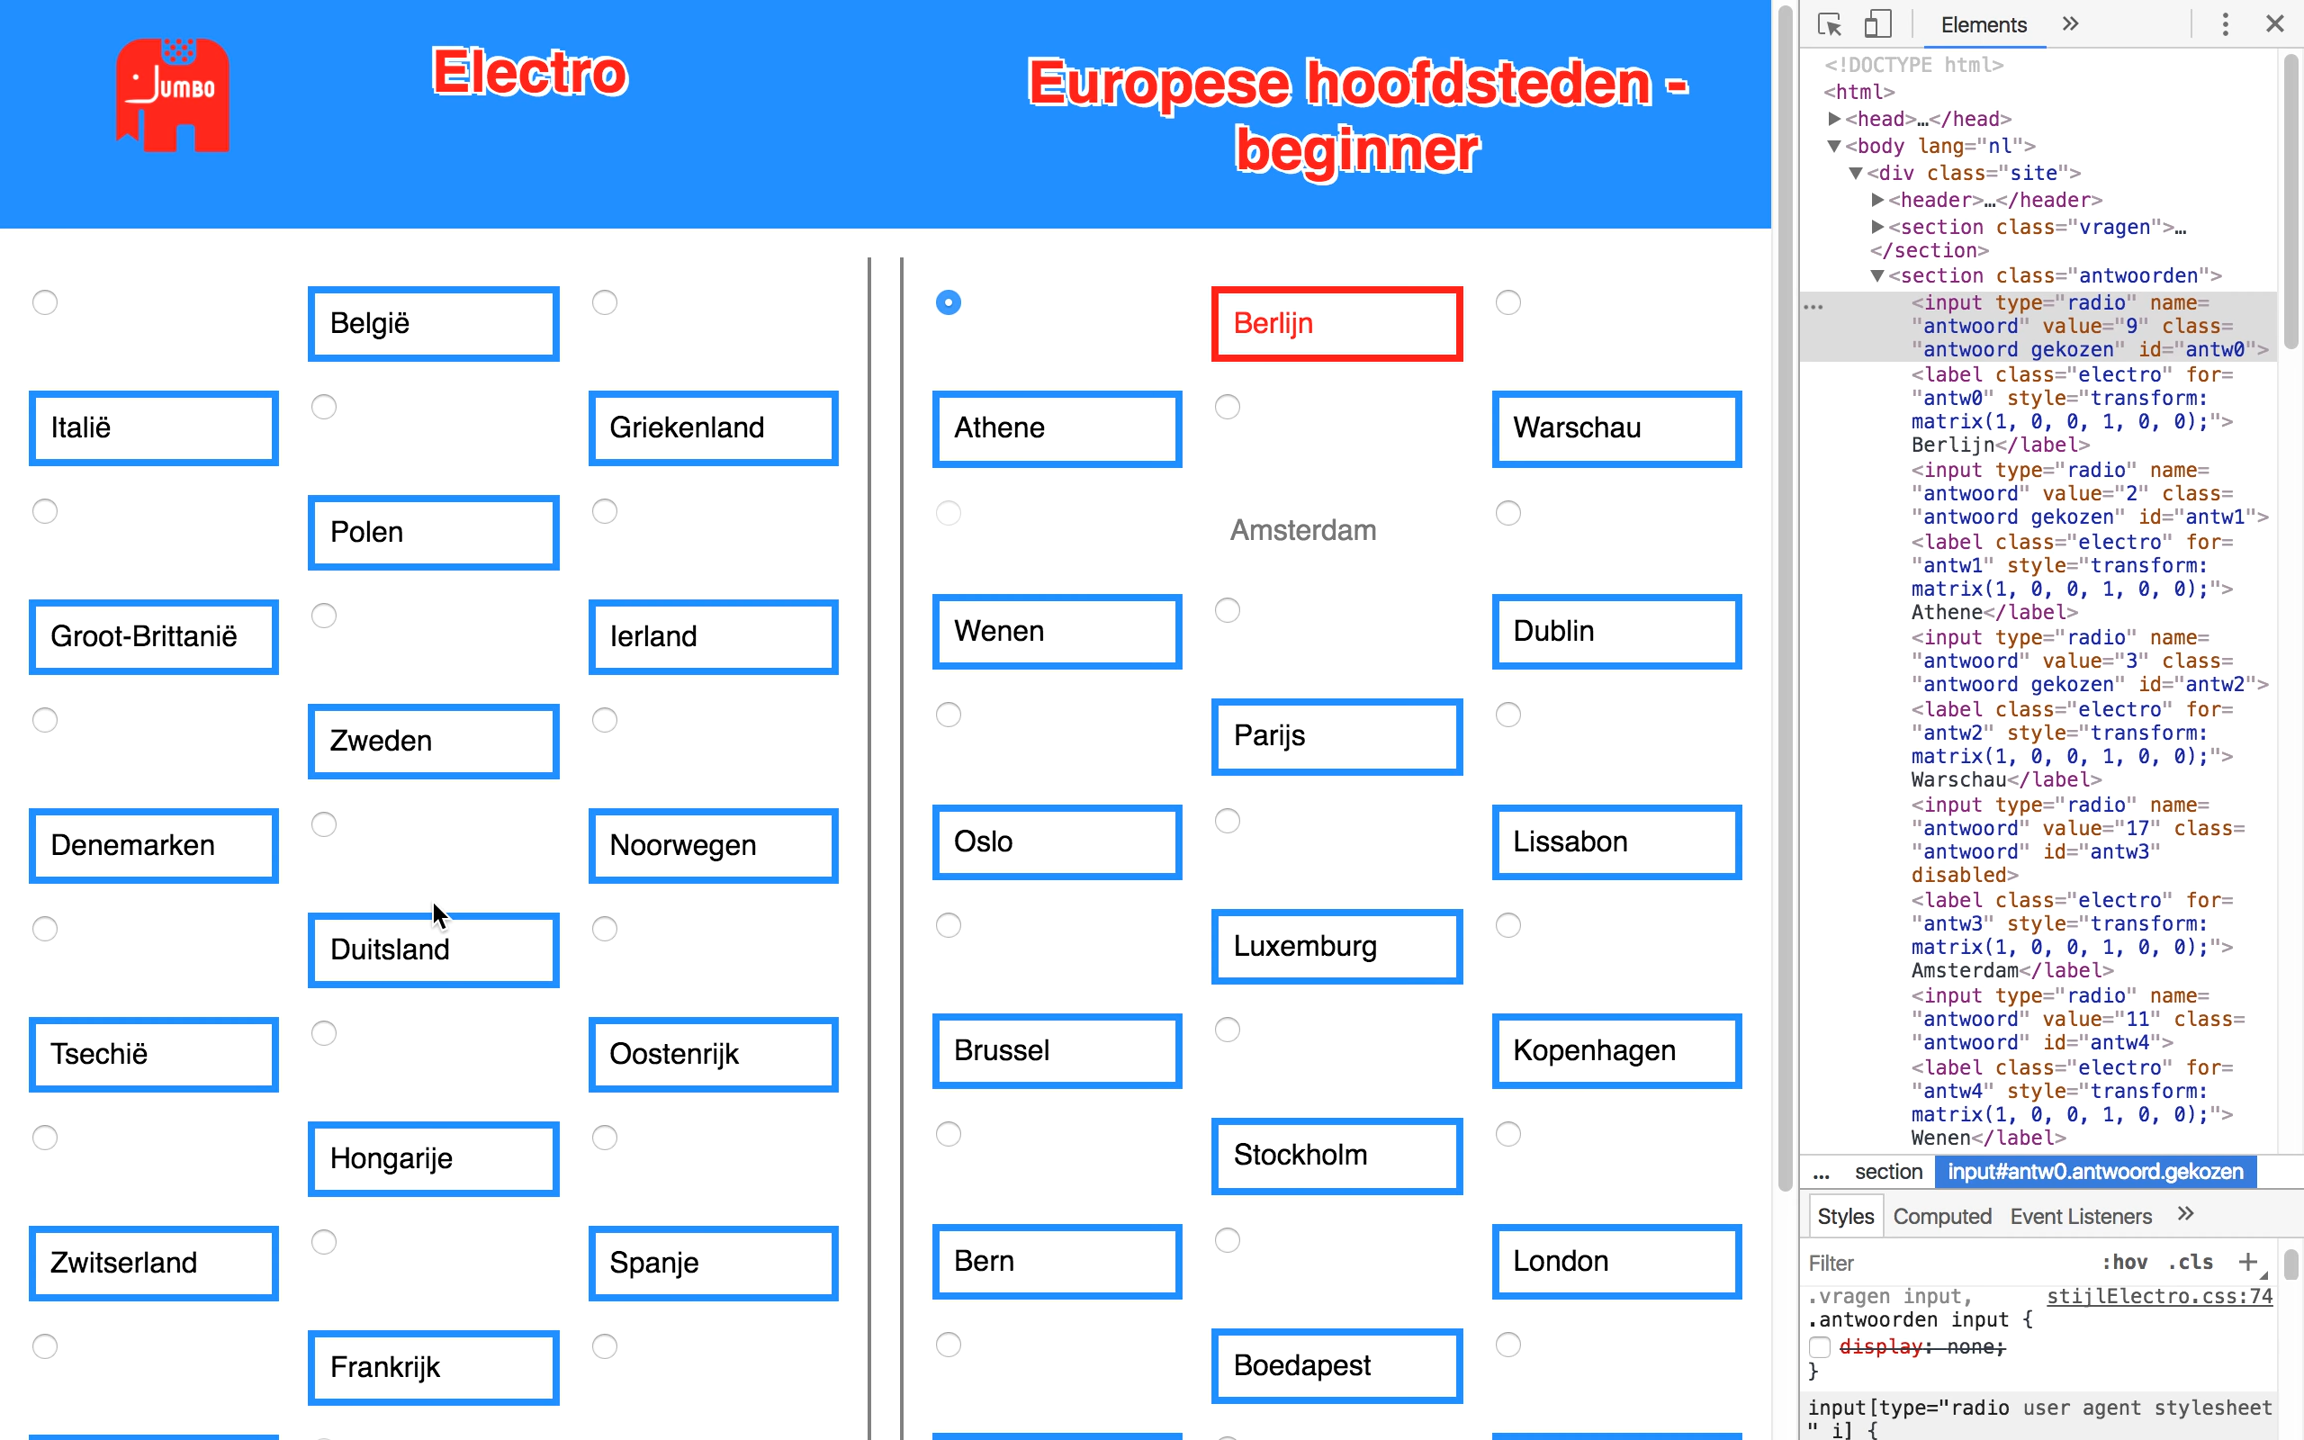 JUMBO
Electro
Europese hoofdsteden -
beginner
België
Italië
Griekenland
Polen
Groot-Brittanië
Ierland
Zweden
Denemarken
Noorwegen
Duitsland
Tsechië
Oostenrijk
Hongarije
Zwitserland
Spanje
Frankrijk
Berlijn
Athene
Warschau
Amsterdam
Wenen
Dublin
Parijs
Oslo
Lissabon
Luxemburg
Brussel
Kopenhagen
Stockholm
Bern
London
Boedapest
Elements
<!DOCTYPE html>
<html>
<head>…</head>
<body lang="nl">
<div class="site">
<header>…</header>
<section class="vragen">…
</section>
<section class="antwoorden">
...
<input type="radio" name=
"antwoord" value="9" class=
"antwoord gekozen" id="antw0">
<label class="electro" for=
"antw0" style="transform:
matrix(1, 0, 0, 1, 0, 0);">
Berlijn</label>
<input type="radio" name=
"antwoord" value="2" class=
"antwoord gekozen" id="antw1">
<label class="electro" for=
"antw1" style="transform:
matrix(1, 0, 0, 1, 0, 0);">
Athene</label>
<input type="radio" name=
"antwoord" value="3" class=
"antwoord gekozen" id="antw2">
<label class="electro" for=
"antw2" style="transform:
matrix(1, 0, 0, 1, 0, 0);">
Warschau</label>
<input type="radio" name=
"antwoord" value="17" class=
"antwoord" id="antw3"
disabled>
<label class="electro" for=
"antw3" style="transform:
matrix(1, 0, 0, 1, 0, 0);">
Amsterdam</label>
<input type="radio" name=
"antwoord" value="11" class=
"antwoord" id="antw4">
<label class="electro" for=
"antw4" style="transform:
matrix(1, 0, 0, 1, 0, 0);">
Wenen</label>
... section input#antw0.antwoord.gekozen
Styles Computed Event Listeners
Filter :hov .cls +
.vragen input, stijlElectro.css:74
.antwoorden input {
display: none;
}
input[type="radio user agent stylesheet
" i] {